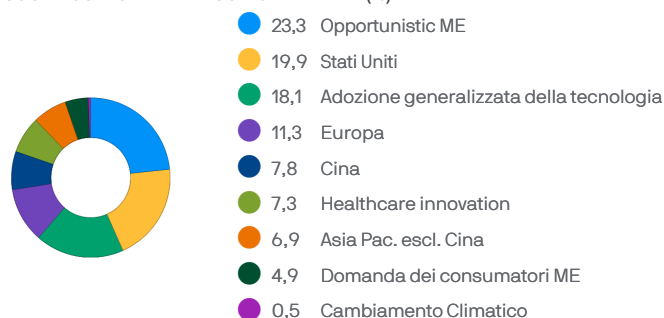 23,3 Opportunistic ME
19,9 Stati Uniti
18,1 Adozione generalizzata della tecnologia
11,3 Europa
7,8 Cina
7,3 Healthcare innovation
6,9 Asia Pac. escl. Cina
4,9 Domanda dei consumatori ME
0,5 Cambiamento Climatico